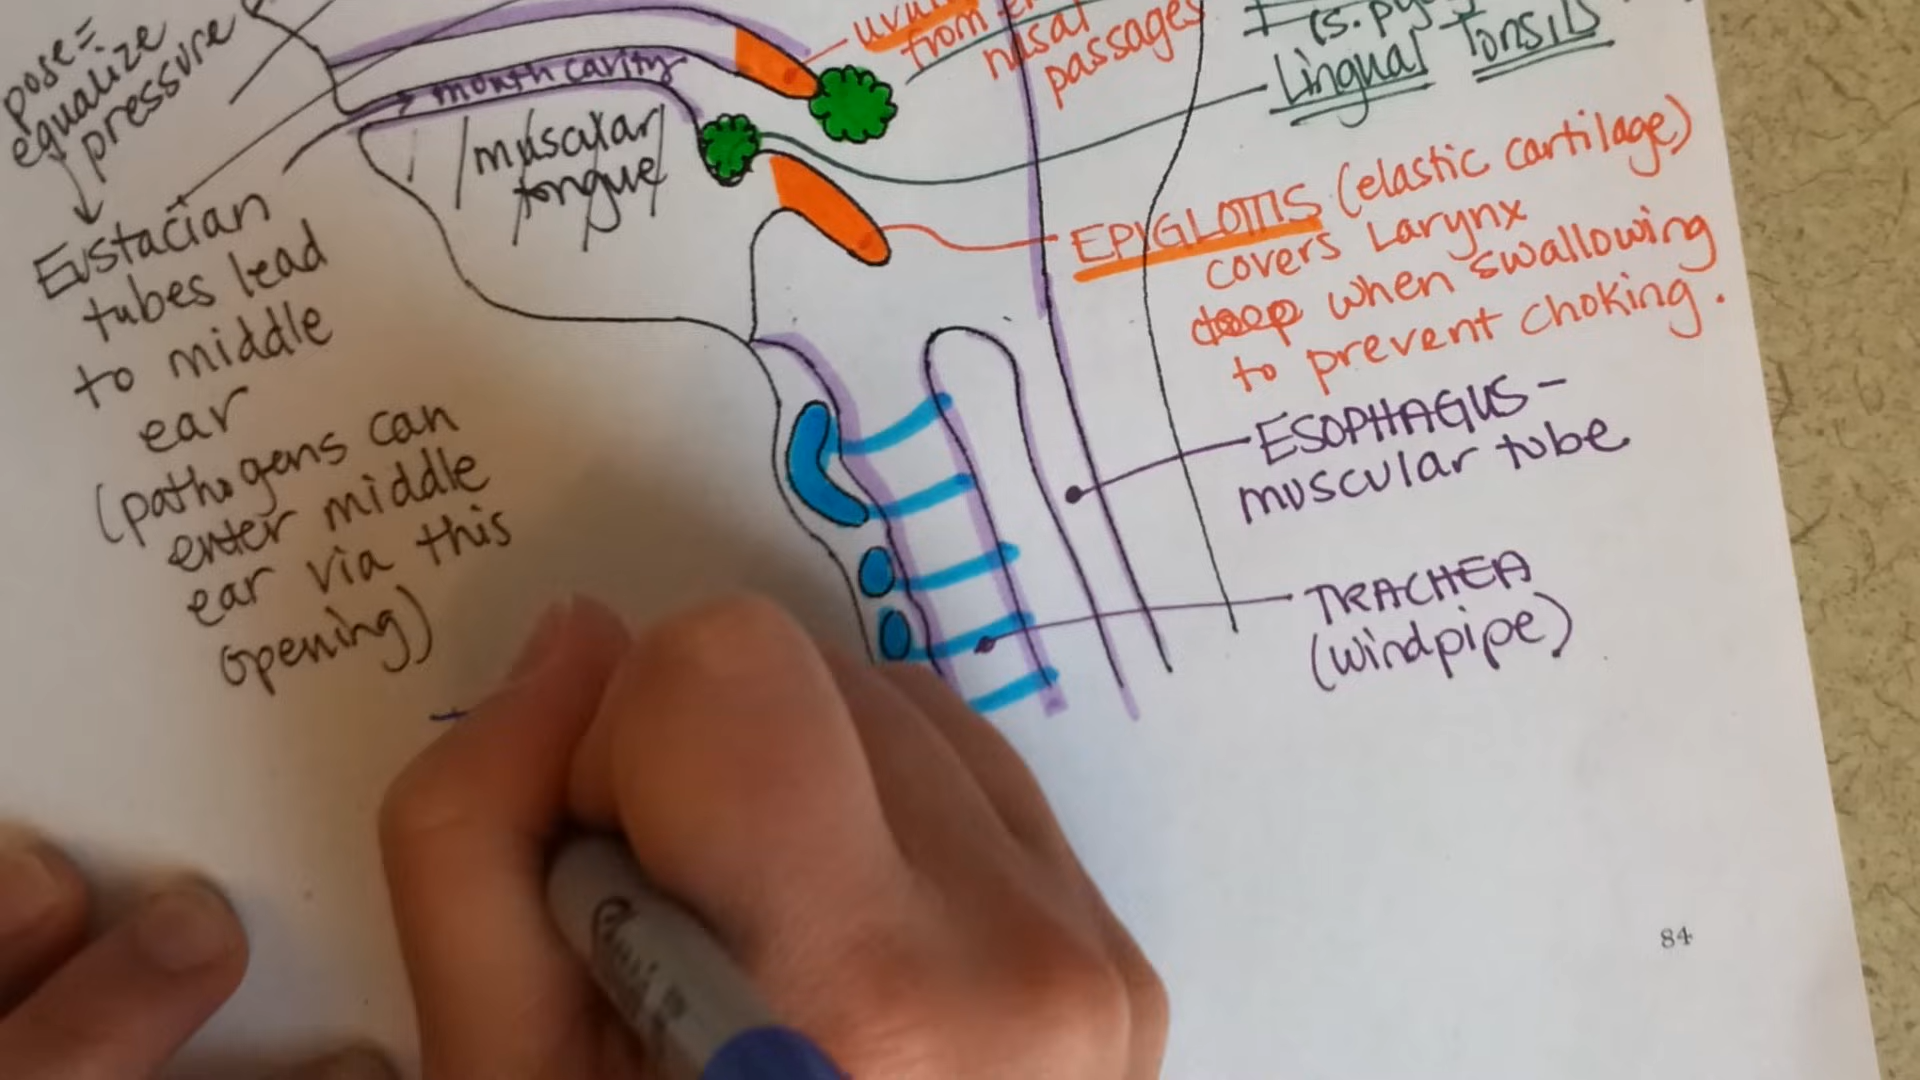 pose=
equalize
pressure
Eustacian
tubes lead
to middle
ear
(pathogens can
enter middle
ear via this
opening)
mouth cavity
muscular
tongue
from
nasal
passages
Lingual Tonsils
EPIGLOTTIS (elastic cartilage)
covers Larynx
when swallowing
to prevent choking.
ESOPHAGUS-
muscular tube
TRACHEA
(windpipe)
84